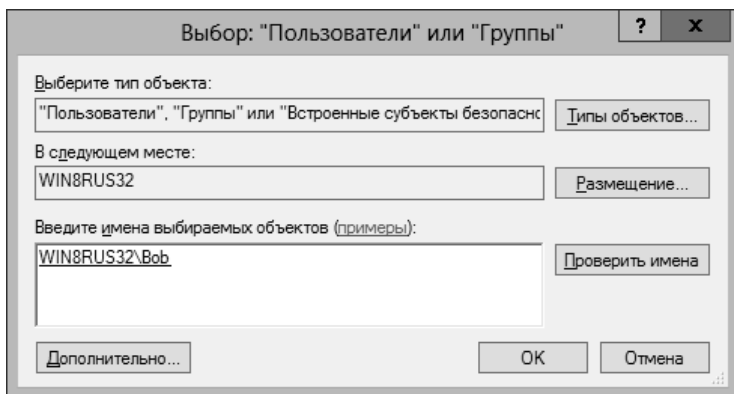 Выбор: "Пользователи" или "Группы" ? x
Выберите тип объекта:
"Пользователи", "Группы" или "Встроенные субъекты безопасно Типы объектов...
В следующем месте:
WIN8RUS32 Размещение...
Введите имена выбираемых объектов (примеры):
WIN8RUS32\Bob Проверить имена
Дополнительно... OK Отмена